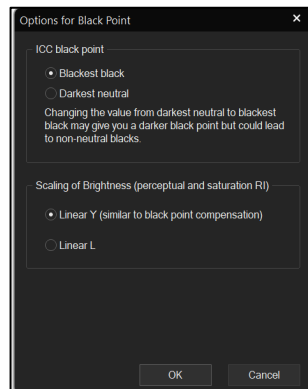 Options for Black Point
ICC black point
Blackest black
Darkest neutral
Changing the value from darkest neutral to blackest
black may give you a darker black point but could lead
to non-neutral blacks.
Scaling of Brightness (perceptual and saturation RI)
Linear Y (similar to black point compensation)
Linear L
OK
Cancel